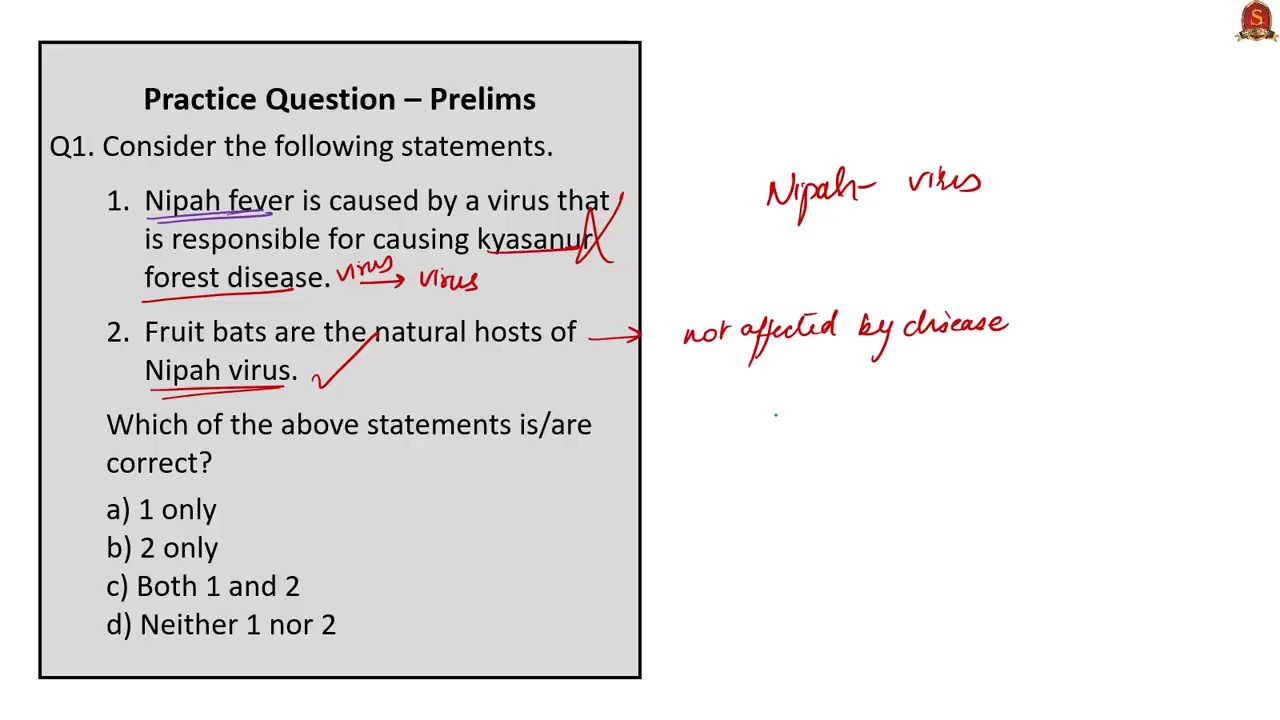 Practice Question – Prelims
Q1. Consider the following statements.
1. Nipah fever is caused by a virus that
is responsible for causing kyasanur
forest disease. virus → virus
2. Fruit bats are the natural hosts of →
Nipah virus.
Which of the above statements is/are
correct?
a) 1 only
b) 2 only
c) Both 1 and 2
d) Neither 1 nor 2
Nipah- virus
not affected by disease
S